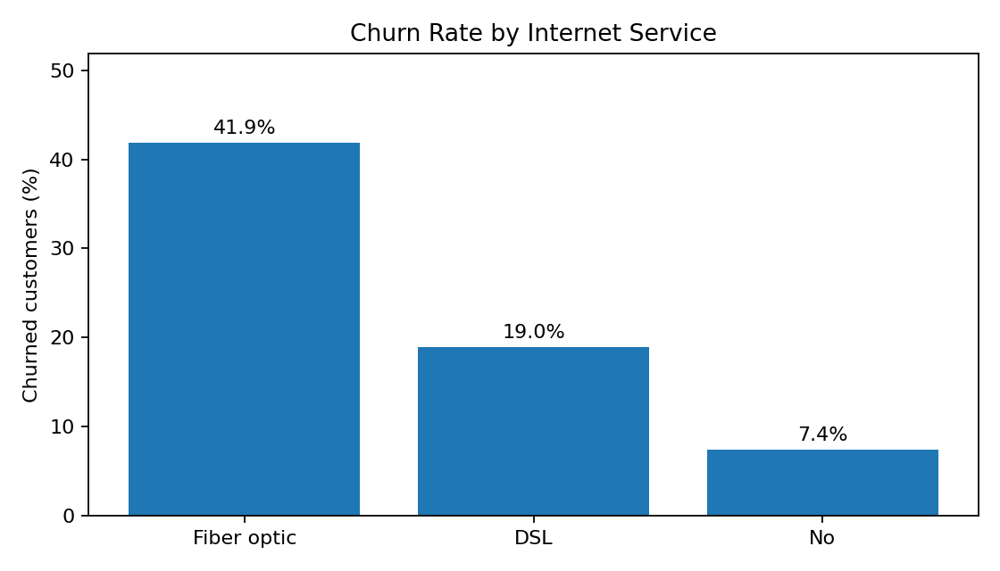 Churn Rate by Internet Service
Churned customers (%)
50
40
30
20
10
0
41.9%
19.0%
7.4%
Fiber optic
DSL
No